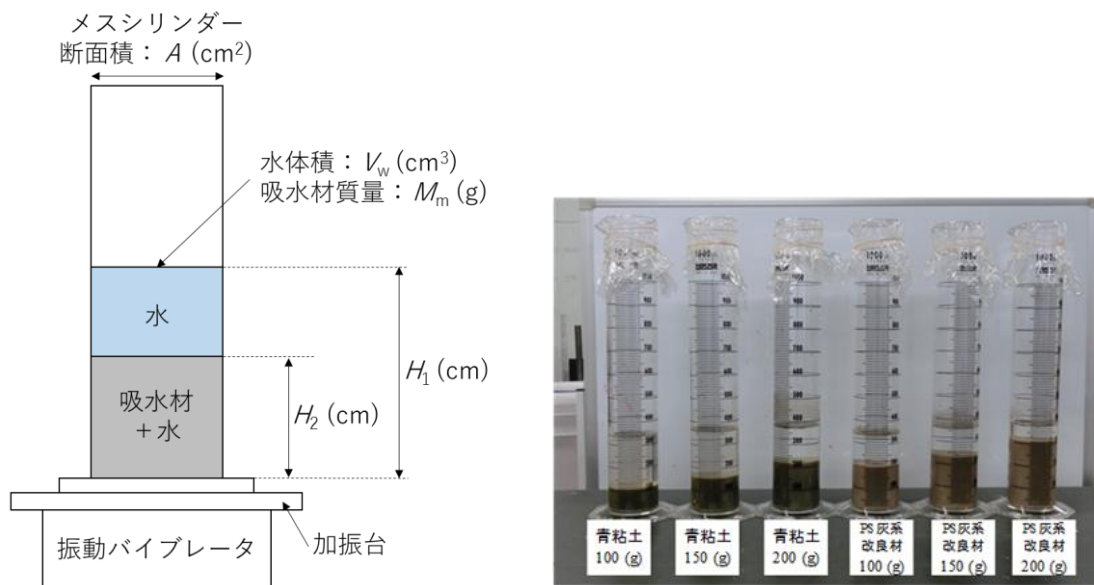 メスシリンダー
断面積： A (cm²)
水体積： Vw (cm³)
吸水材質量： Mm (g)
水
吸水材
＋水
H₁ (cm)
H₂ (cm)
加振台
振動バイブレータ
青粘土
100 (g)
青粘土
150 (g)
青粘土
200 (g)
PS灰系
改良材
100 (g)
PS灰系
改良材
150 (g)
PS灰系
改良材
200 (g)